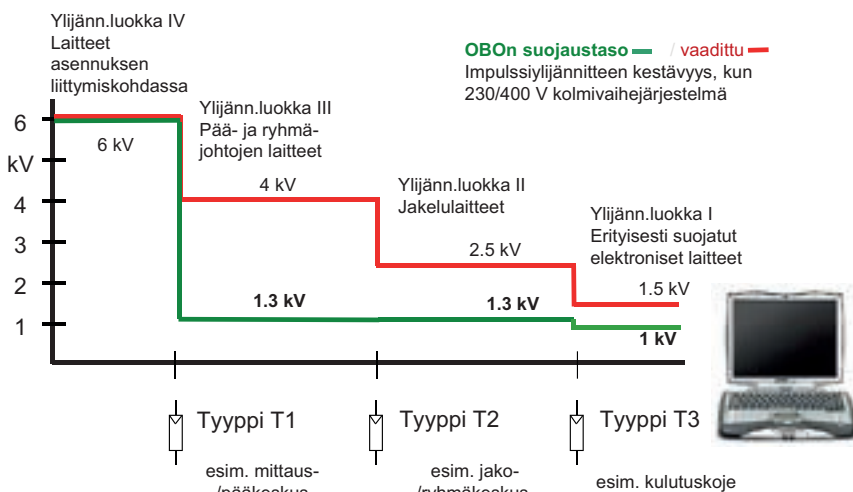 Ylijänn.luokka IV
Laitteet
asennuksen
liittymiskohdassa
OBOn suojaustaso / vaadittu
Impulssiylijännitteen kestävyys, kun
230/400 V kolmivaihejärjestelmä
Ylijänn.luokka III
Pää- ja ryhmä-
johtojen laitteet
Ylijänn.luokka II
Jakelulaitteet
Ylijänn.luokka I
Erityisesti suojatut
elektroniset laitteet
6
kV
4
3
2
1
6 kV
4 kV
2.5 kV
1.5 kV
1.3 kV
1.3 kV
1 kV
Tyyppi T1
Tyyppi T2
Tyyppi T3
esim. mittaus-
/pääkeskus
esim. jako-
/ryhmäkeskus
esim. kulutuskoje